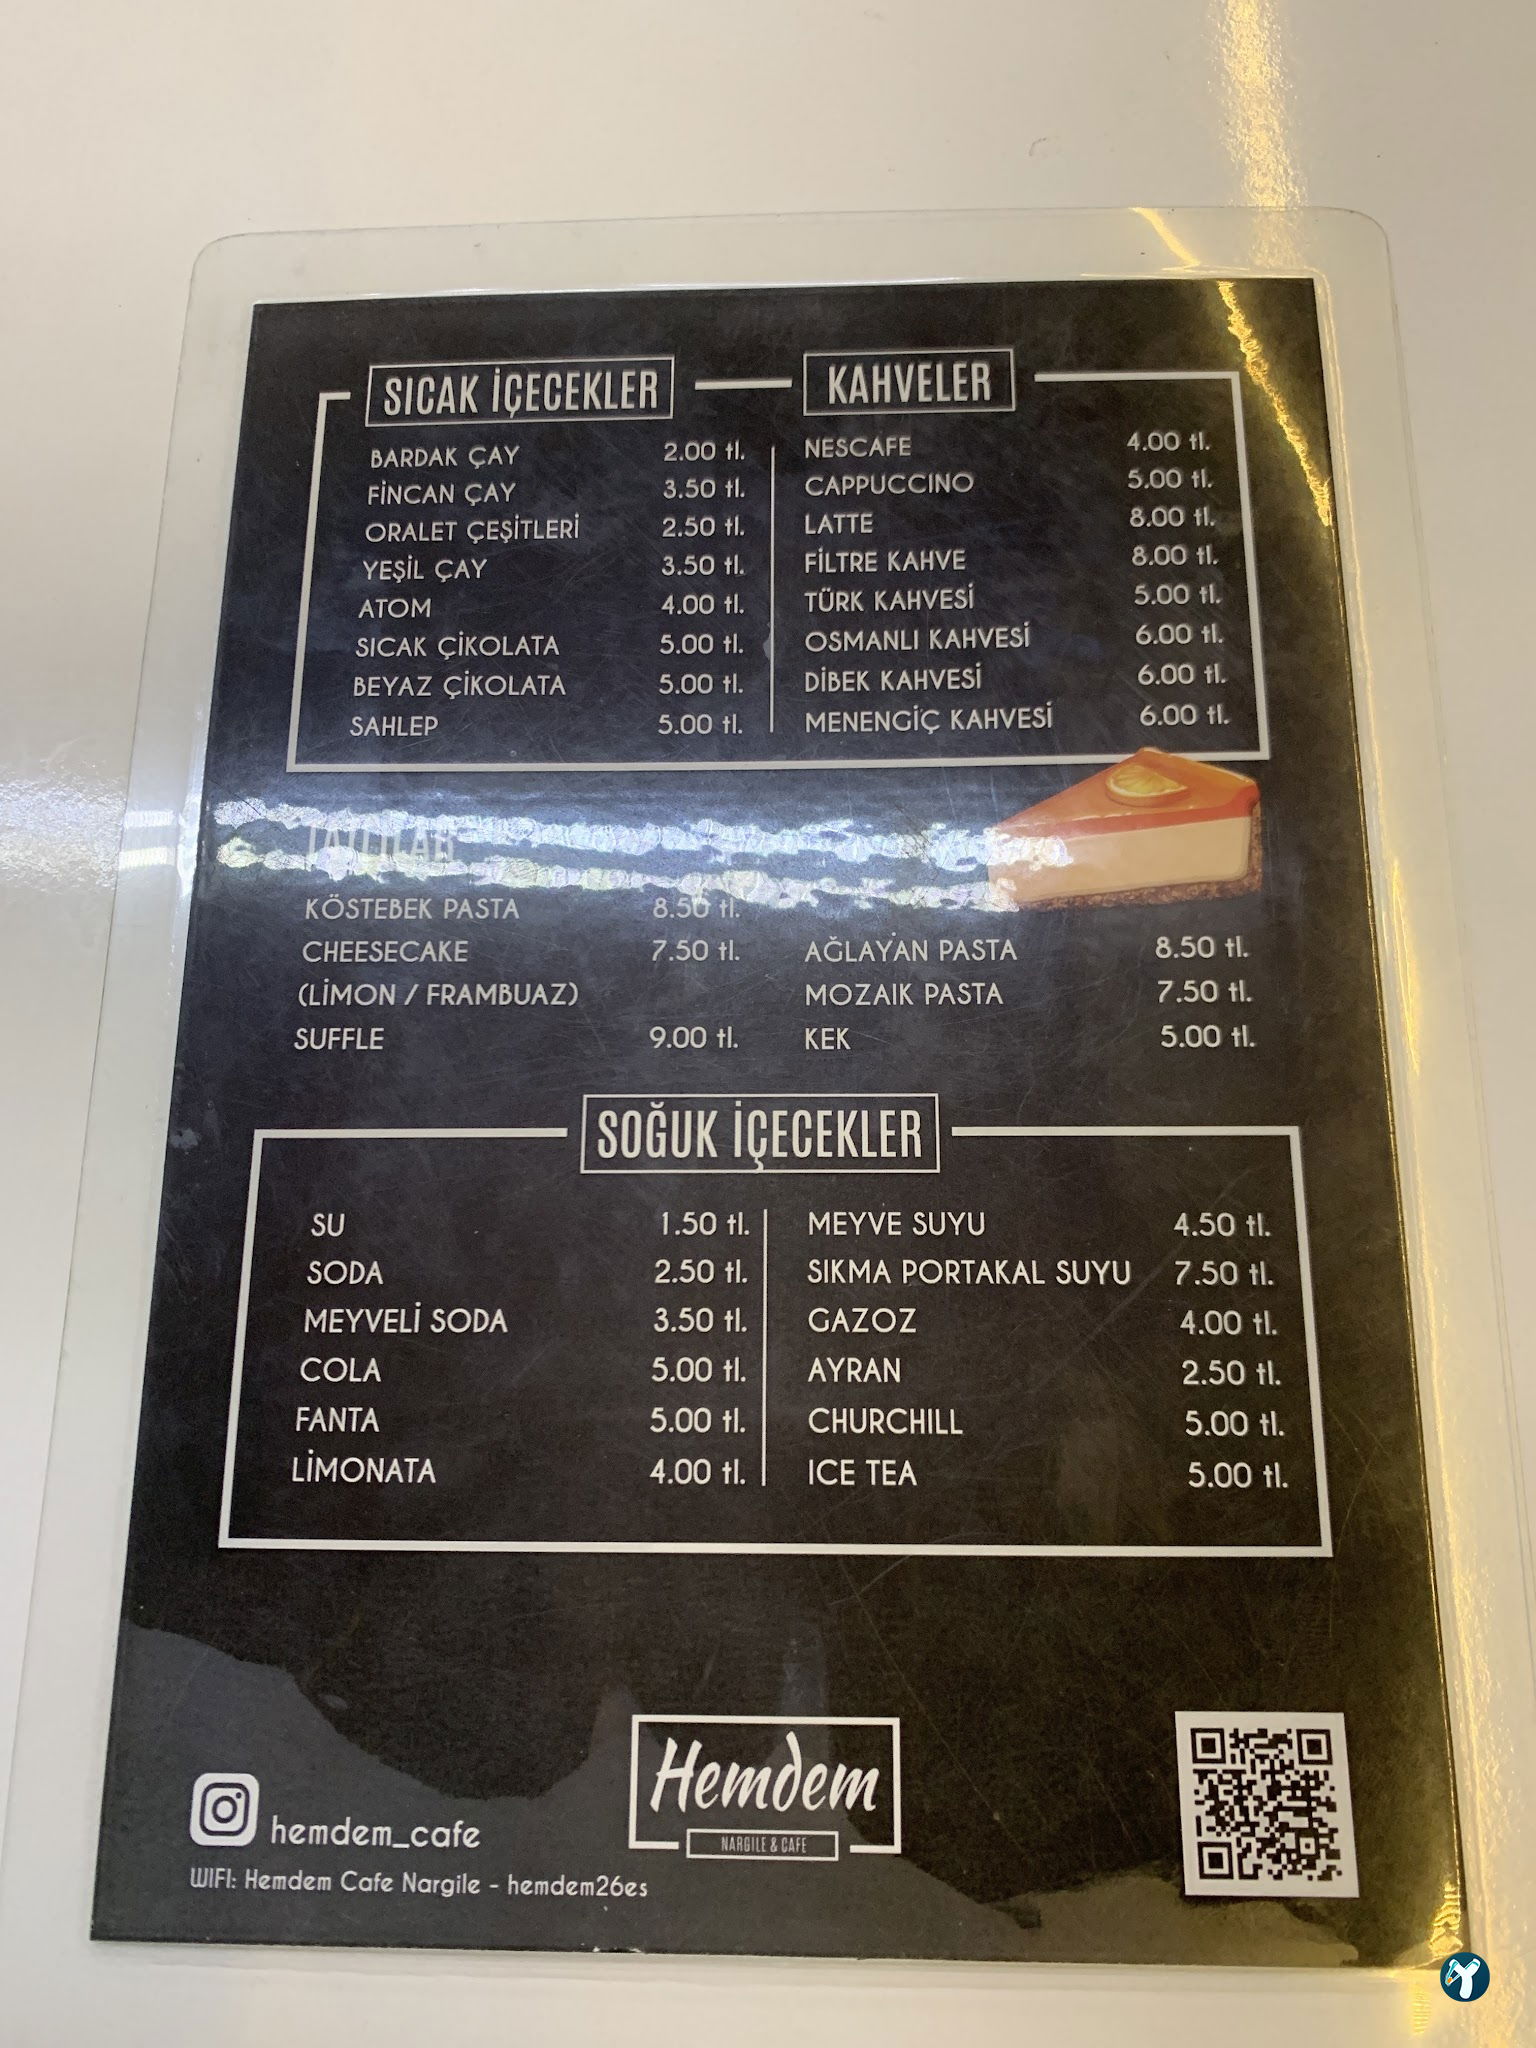 SICAK İÇECEKLER
BARDAK ÇAY 2.00 tl.
FİNCAN ÇAY 3.50 tl.
ORALET ÇEŞİTLERİ 2.50 tl.
YEŞİL ÇAY 3.50 tl.
ATOM 4.00 tl.
SICAK ÇİKOLATA 5.00 tl.
BEYAZ ÇİKOLATA 5.00 tl.
SAHLEP 5.00 tl.
KAHVELER
NESCAFE 4.00 tl.
CAPPUCCINO 5.00 tl.
LATTE 8.00 tl.
FİLTRE KAHVE 8.00 tl.
TÜRK KAHVESİ 5.00 tl.
OSMANLI KAHVESİ 6.00 tl.
DİBEK KAHVESİ 6.00 tl.
MENENGİÇ KAHVESİ 6.00 tl.
TATLILAR
KÖSTEBEK PASTA 8.50 tl.
CHEESECAKE 7.50 tl.
(LİMON / FRAMBUAZ)
SUFFLE 9.00 tl.
AĞLAYAN PASTA 8.50 tl.
MOZAIK PASTA 7.50 tl.
KEK 5.00 tl.
SOĞUK İÇECEKLER
SU 1.50 tl.
SODA 2.50 tl.
MEYVELİ SODA 3.50 tl.
COLA 5.00 tl.
FANTA 5.00 tl.
LİMONATA 4.00 tl.
MEYVE SUYU 4.50 tl.
SIKMA PORTAKAL SUYU 7.50 tl.
GAZOZ 4.00 tl.
AYRAN 2.50 tl.
CHURCHILL 5.00 tl.
ICE TEA 5.00 tl.
Hemdem
NARGILE & CAFE
hemdem_cafe
WIFI: Hemdem Cafe Nargile - hemdem26es